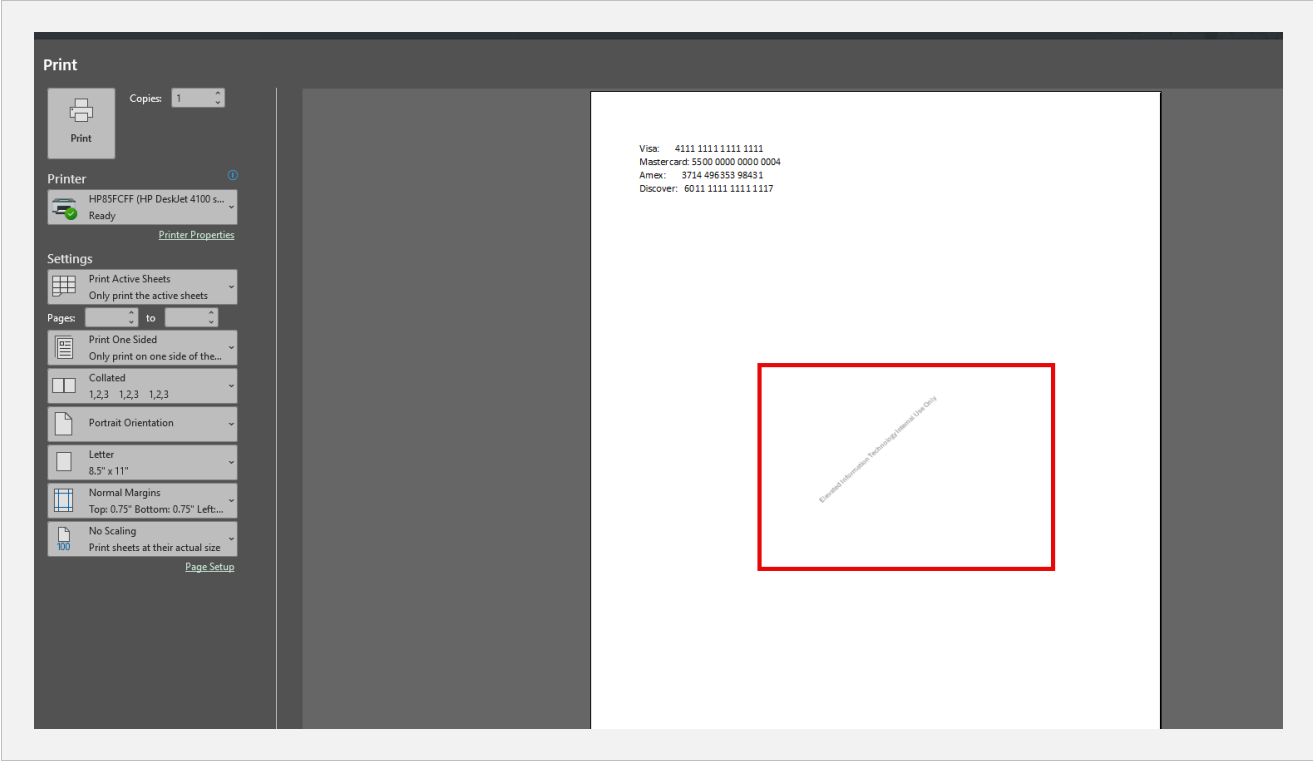 Print
Copies: 1
Print
Printer
HP85FCFF (HP DeskJet 4100 s...
Ready
Printer Properties
Settings
Print Active Sheets
Only print the active sheets
Pages: to
Print One Sided
Only print on one side of the...
Collated
1,2,3 1,2,3 1,2,3
Portrait Orientation
Letter
8.5" x 11"
Normal Margins
Top: 0.75" Bottom: 0.75" Left:...
No Scaling
100 Print sheets at their actual size
Page Setup
Visa: 4111 1111 1111 1111
Mastercard: 5500 0000 0000 0004
Amex: 3714 496353 98431
Discover: 6011 1111 1111 1117
Elevated Information Technology Internal Use Only